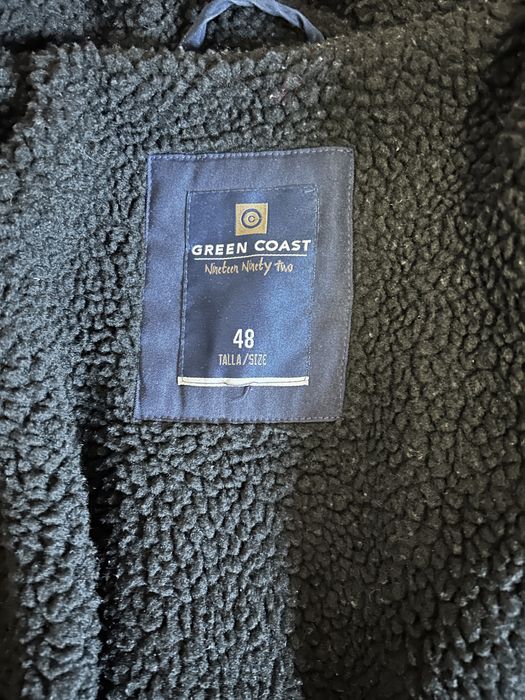 C
GREEN COAST
Nineteen Ninety two
48
TALLA/SIZE